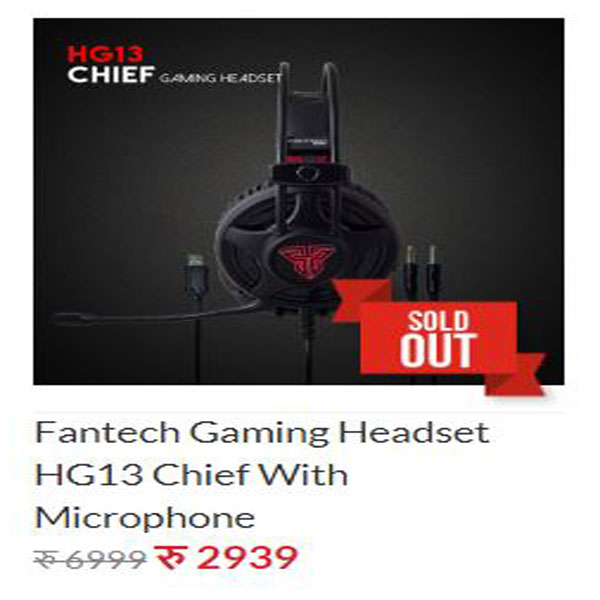 HG13
CHIEF GAMING HEADSET
SOLD
OUT
Fantech Gaming Headset
HG13 Chief With
Microphone
रु 6999 रु 2939